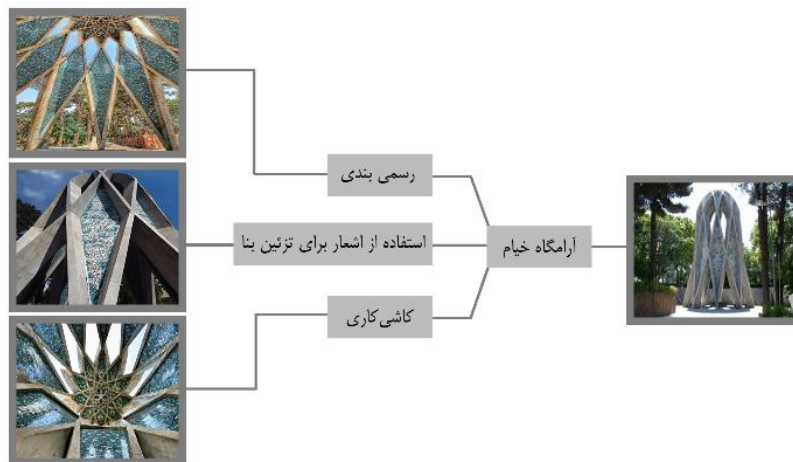 آرامگاه خیام
رسمی بندی
استفاده از اشعار برای تزئین بنا
کاشی‌کاری